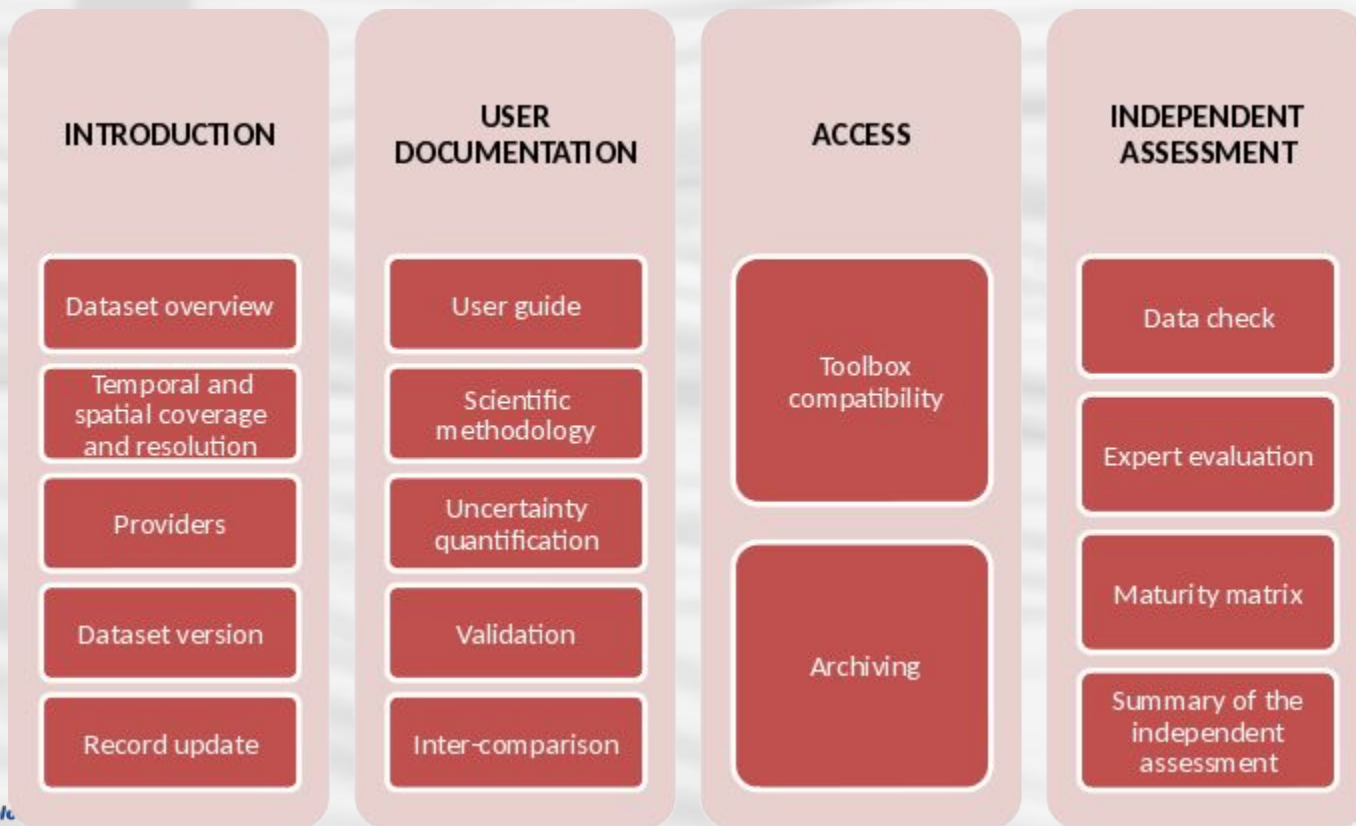 INTRODUCTION
Dataset overview
Temporal and
spatial coverage
and resolution
Providers
Dataset version
Record update
USER
DOCUMENTATION
User guide
Scientific
methodology
Uncertainty
quantification
Validation
Inter-comparison
ACCESS
Toolbox
compatibility
Archiving
INDEPENDENT
ASSESSMENT
Data check
Expert evaluation
Maturity matrix
Summary of the
independent
assessment